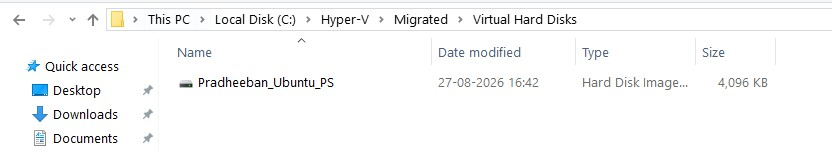 This PC > Local Disk (C:) > Hyper-V > Migrated > Virtual Hard Disks
Name Date modified Type Size
Quick access
Pradheeban_Ubuntu_PS 27-08-2026 16:42 Hard Disk Image... 4,096 KB
Desktop
Downloads
Documents